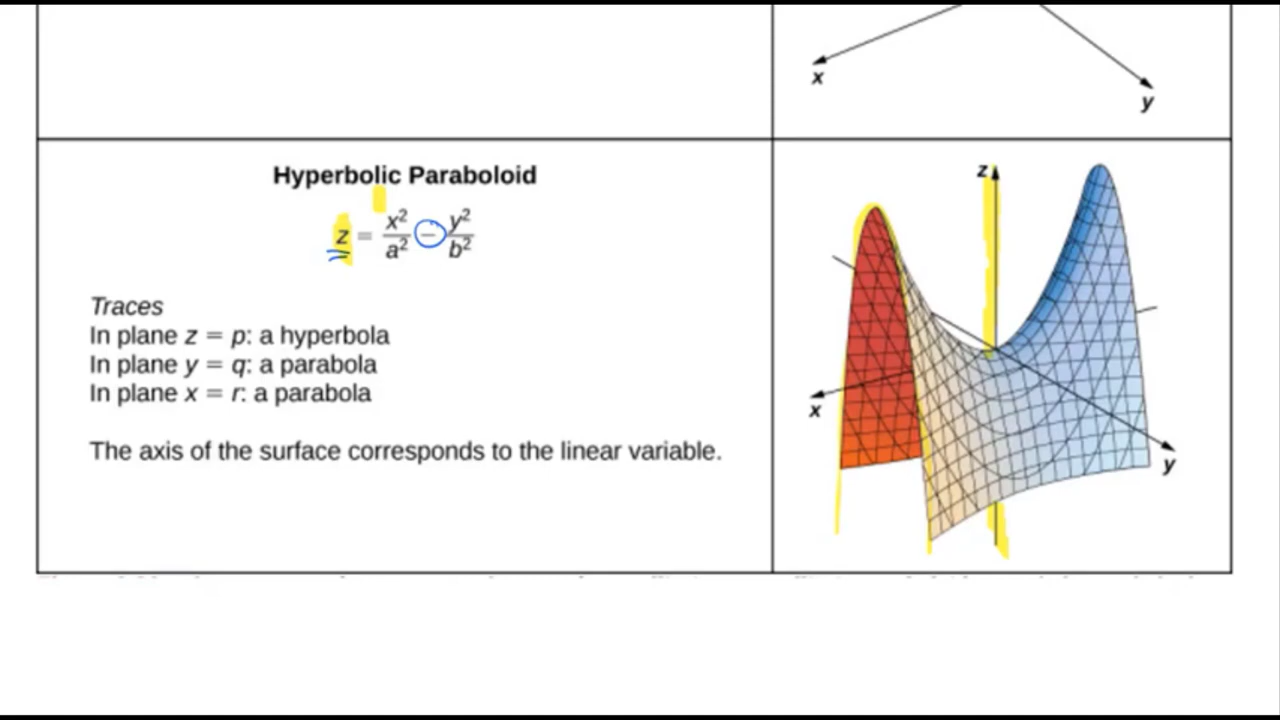 x
y
Hyperbolic Paraboloid
z = x²/a² − y²/b²
Traces
In plane z = p: a hyperbola
In plane y = q: a parabola
In plane x = r: a parabola
The axis of the surface corresponds to the linear variable.
z
x
y